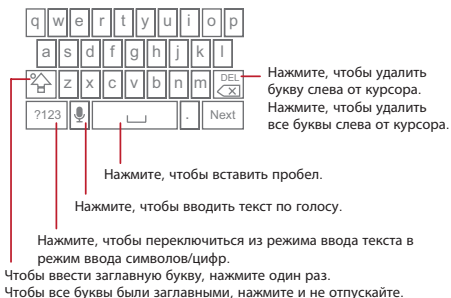 q w e r t y u i o p
a s d f g h j k l
z x c v b n m DEL
?123 . Next
Нажмите, чтобы удалить
букву слева от курсора.
Нажмите, чтобы удалить
все буквы слева от курсора.
Нажмите, чтобы вставить пробел.
Нажмите, чтобы вводить текст по голосу.
Нажмите, чтобы переключиться из режима ввода текста в
режим ввода символов/цифр.
Чтобы ввести заглавную букву, нажмите один раз.
Чтобы все буквы были заглавными, нажмите и не отпускайте.